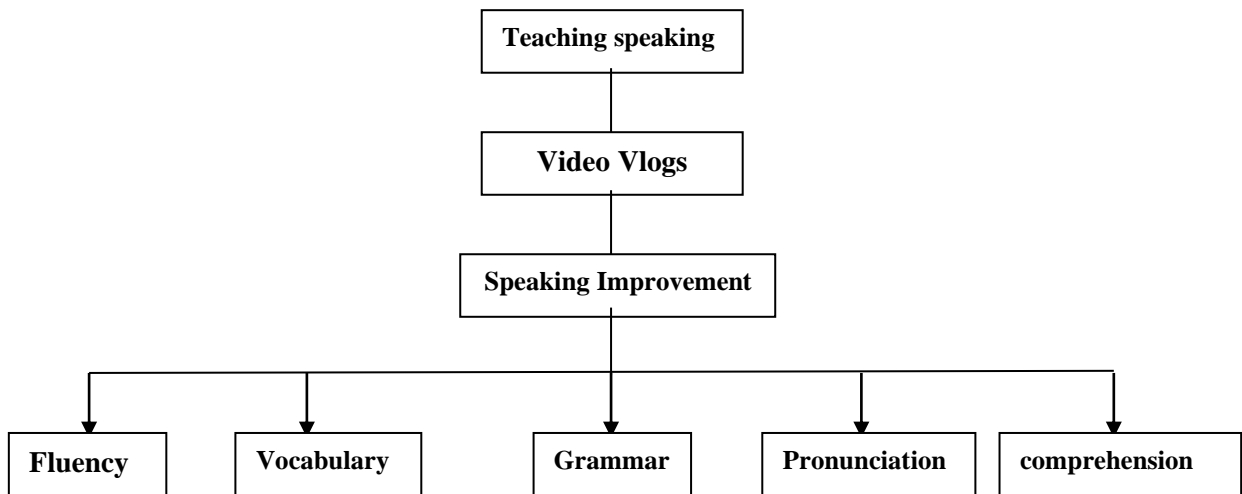 Teaching speaking
Video Vlogs
Speaking Improvement
Fluency
Vocabulary
Grammar
Pronunciation
comprehension